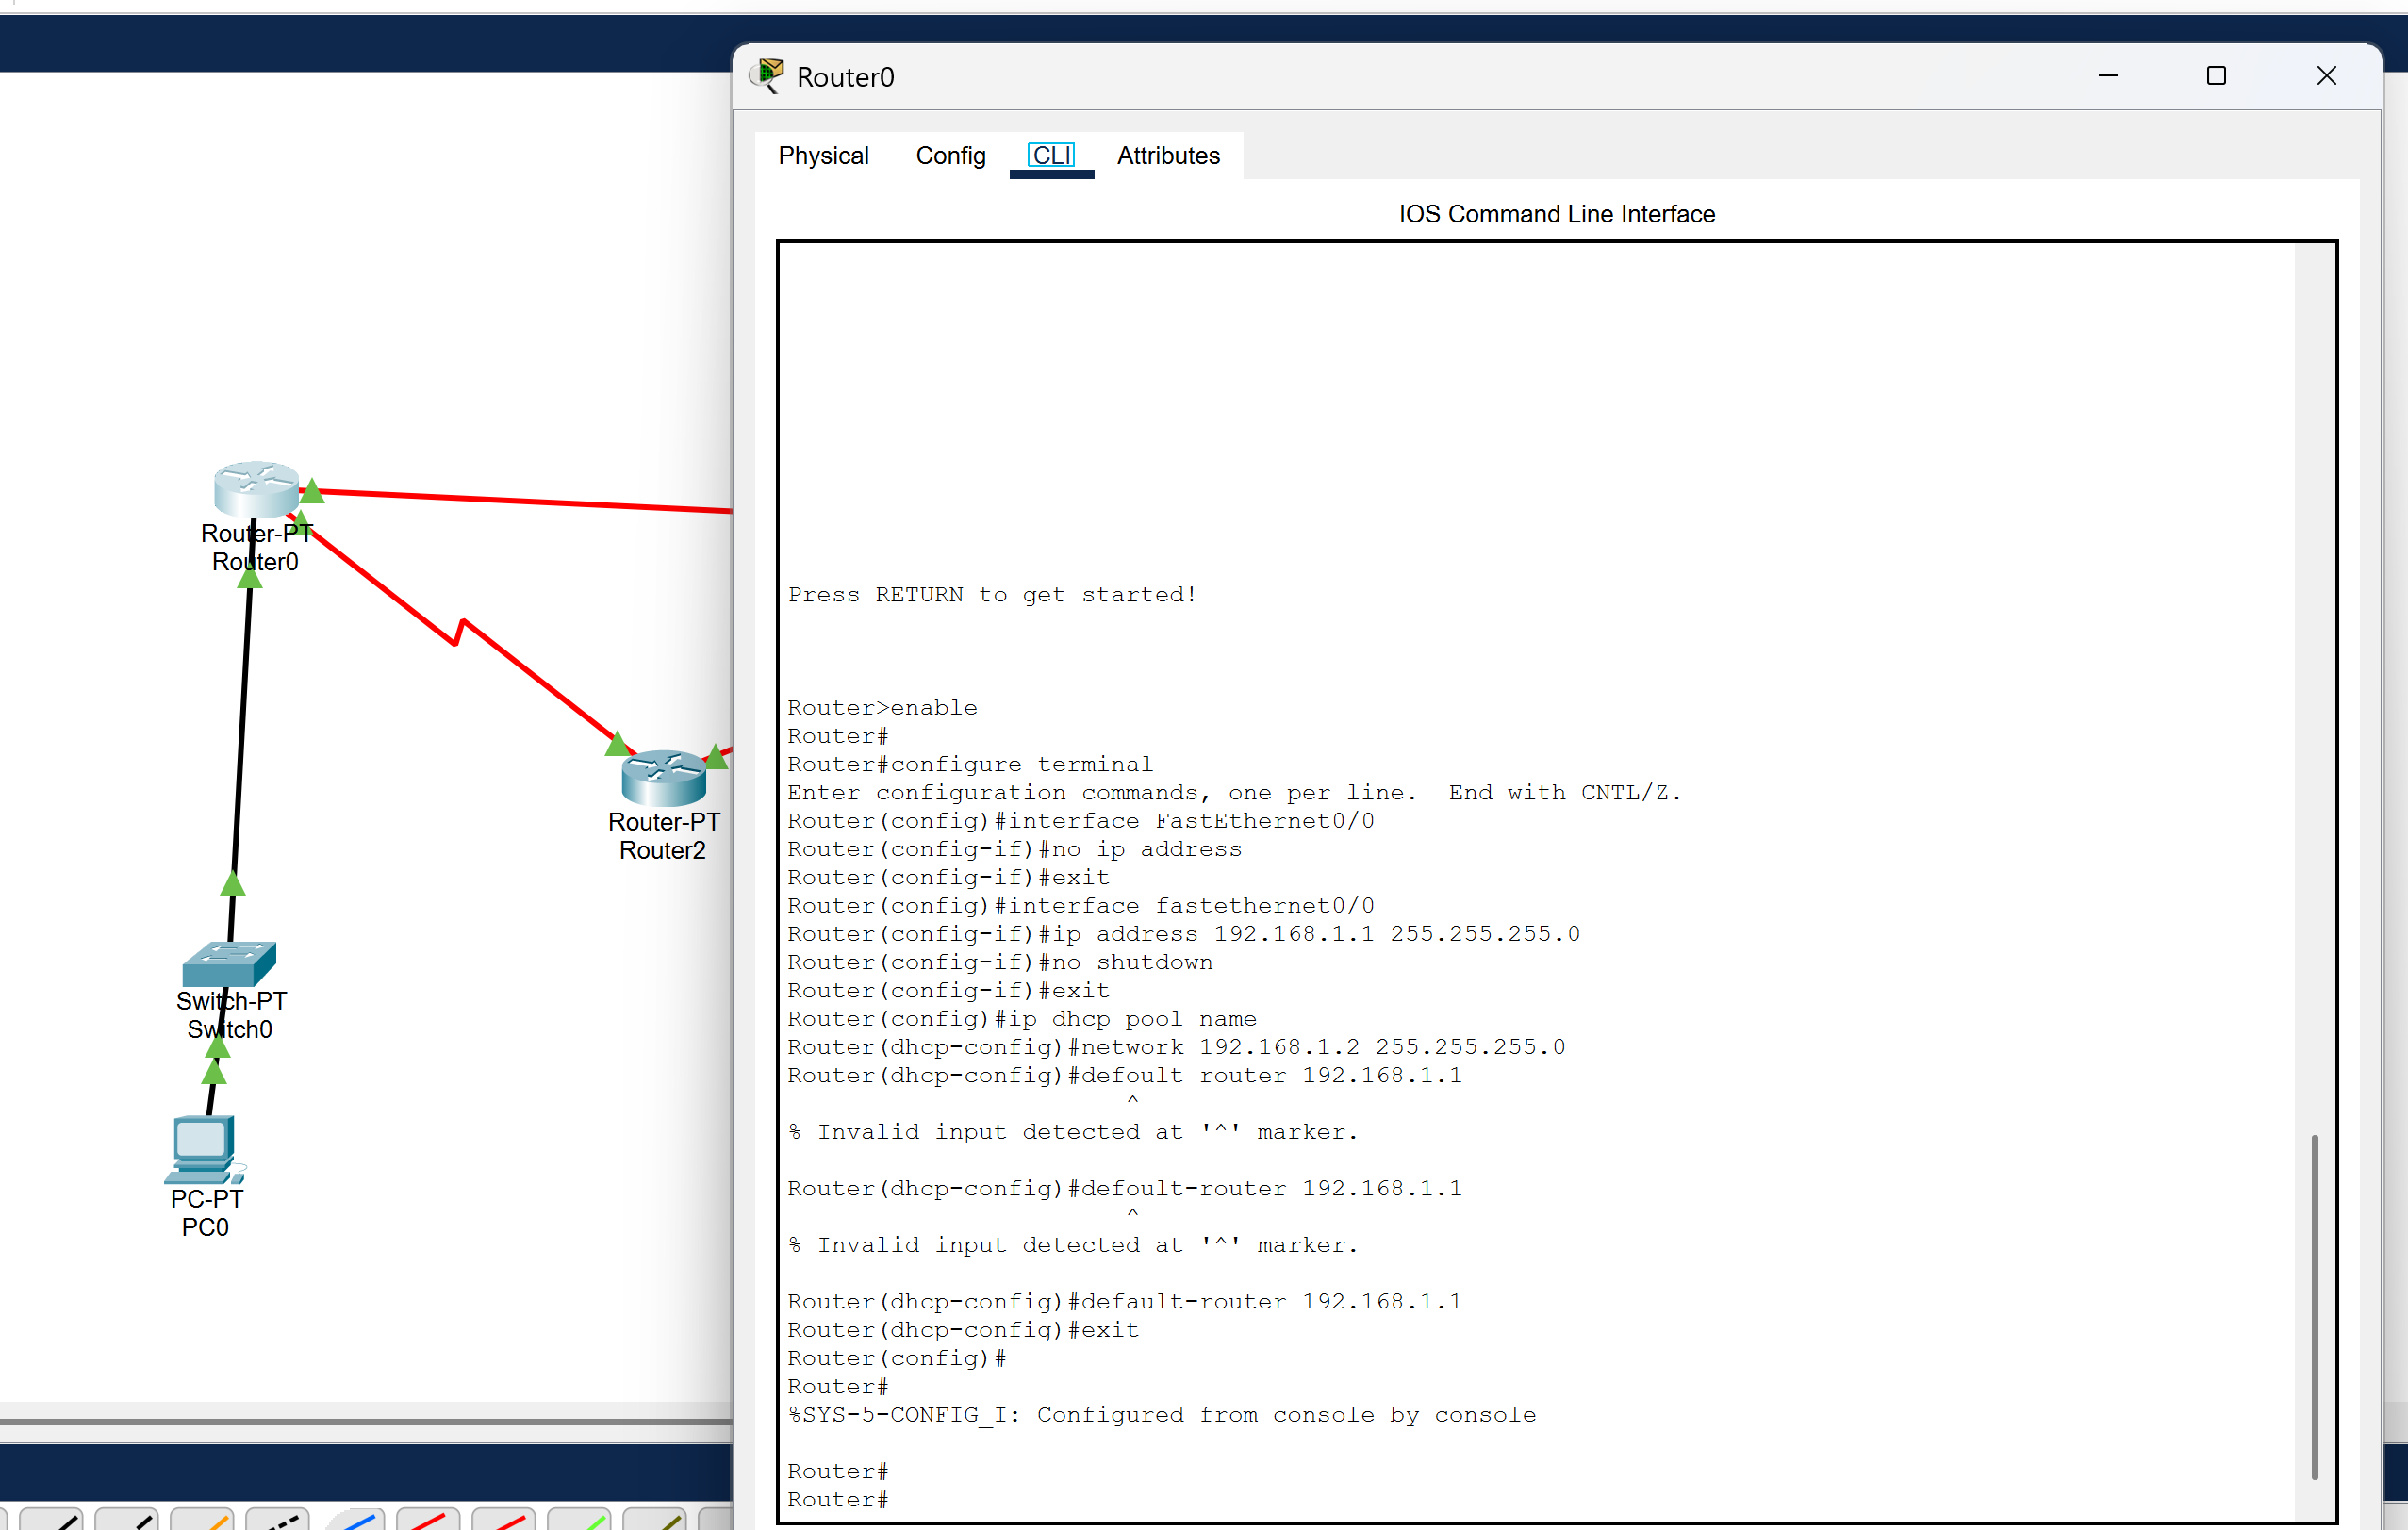 Router0
Physical Config CLI Attributes
IOS Command Line Interface
Press RETURN to get started!
Router>enable
Router#
Router#configure terminal
Enter configuration commands, one per line.  End with CNTL/Z.
Router(config)#interface FastEthernet0/0
Router(config-if)#no ip address
Router(config-if)#exit
Router(config)#interface fastethernet0/0
Router(config-if)#ip address 192.168.1.1 255.255.255.0
Router(config-if)#no shutdown
Router(config-if)#exit
Router(config)#ip dhcp pool name
Router(dhcp-config)#network 192.168.1.2 255.255.255.0
Router(dhcp-config)#defoult router 192.168.1.1
^
% Invalid input detected at '^' marker.
Router(dhcp-config)#defoult-router 192.168.1.1
^
% Invalid input detected at '^' marker.
Router(dhcp-config)#default-router 192.168.1.1
Router(dhcp-config)#exit
Router(config)#
Router#
%SYS-5-CONFIG_I: Configured from console by console
Router#
Router#
Router-PT
Router0
Router-PT
Router2
Switch-PT
Switch0
PC-PT
PC0